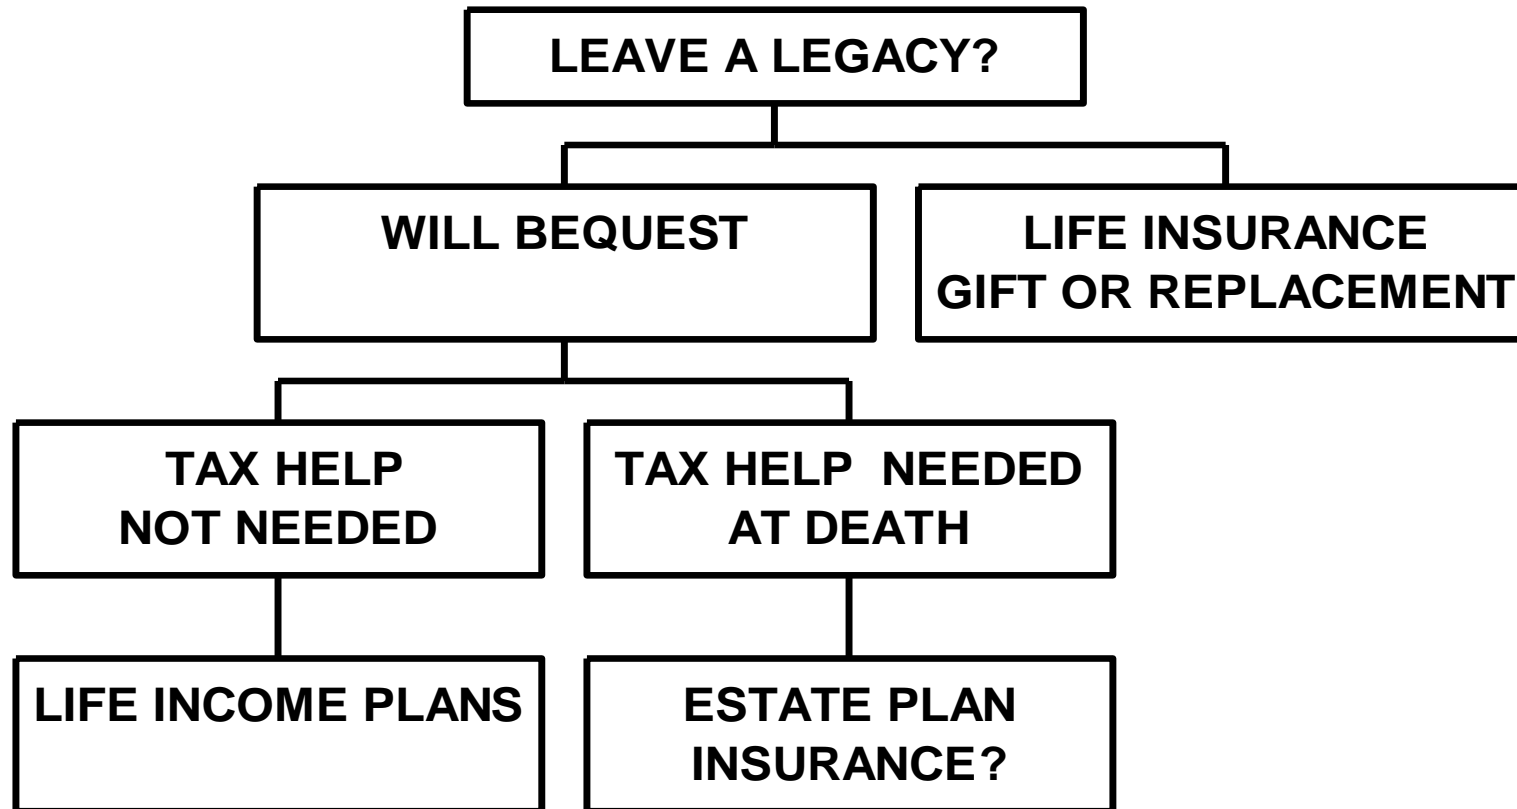 LEAVE A LEGACY?
WILL BEQUEST
LIFE INSURANCE
GIFT OR REPLACEMENT
TAX HELP
NOT NEEDED
TAX HELP  NEEDED
AT DEATH
LIFE INCOME PLANS
ESTATE PLAN
INSURANCE?